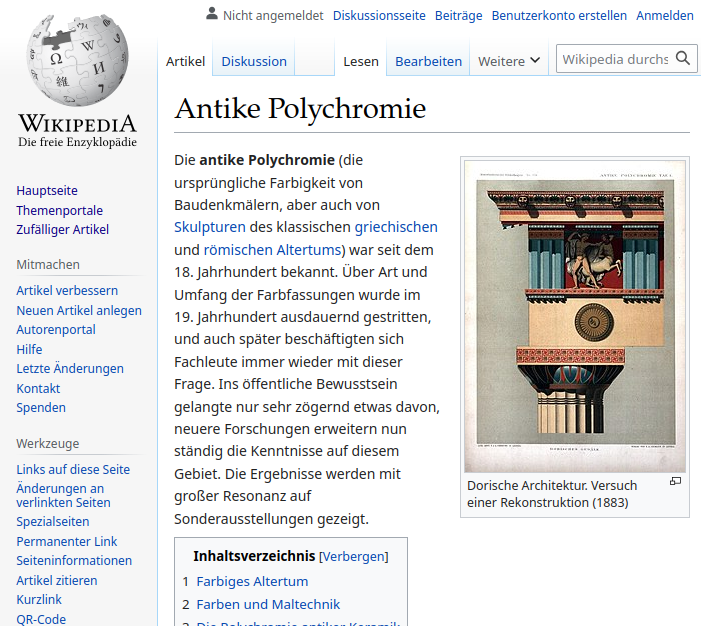 Nicht angemeldet Diskussionsseite Beiträge Benutzerkonto erstellen Anmelden
Artikel Diskussion Lesen Bearbeiten Weitere Wikipedia durchs
WIKIPEDIA
Die freie Enzyklopädie
Hauptseite
Themenportale
Zufälliger Artikel
Mitmachen
Artikel verbessern
Neuen Artikel anlegen
Autorenportal
Hilfe
Letzte Änderungen
Kontakt
Spenden
Werkzeuge
Links auf diese Seite
Änderungen an
verlinkten Seiten
Spezialseiten
Permanenter Link
Seiteninformationen
Artikel zitieren
Kurzlink
QR-Code
Antike Polychromie
Die antike Polychromie (die
ursprüngliche Farbigkeit von
Baudenkmälern, aber auch von
Skulpturen des klassischen griechischen
und römischen Altertums) war seit dem
18. Jahrhundert bekannt. Über Art und
Umfang der Farbfassungen wurde im
19. Jahrhundert ausdauernd gestritten,
und auch später beschäftigten sich
Fachleute immer wieder mit dieser
Frage. Ins öffentliche Bewusstsein
gelangte nur sehr zögernd etwas davon,
neuere Forschungen erweitern nun
ständig die Kenntnisse auf diesem
Gebiet. Die Ergebnisse werden mit
großer Resonanz auf
Sonderausstellungen gezeigt.
ANTIKE POLYCHROMIE TAF. I.
Dorische Architektur. Versuch
einer Rekonstruktion (1883)
Inhaltsverzeichnis [Verbergen]
1 Farbiges Altertum
2 Farben und Maltechnik
3 Die Polychromie antiker Keramik